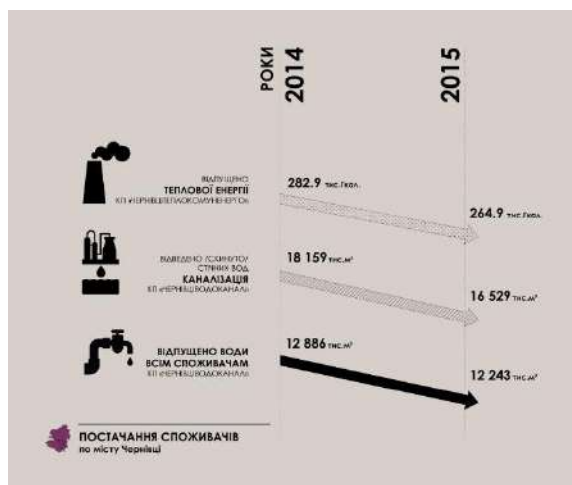 РОКИ
2014
2015
ВІДПУЩЕНО
ТЕПЛОВОЇ ЕНЕРГІЇ
КП «ЧЕРНІВЦІТЕПЛОКОМУНЕНЕРГО»
282.9 тис.Гкал.
264.9 тис.Гкал.
ВІДВЕДЕНО /СКИНУТО/
СТІЧНИХ ВОД
КАНАЛІЗАЦІЯ
КП «ЧЕРНІВЦІВОДОКАНАЛ»
18 159 тис.м³
16 529 тис.м³
ВІДПУЩЕНО ВОДИ
ВСІМ СПОЖИВАЧАМ
КП «ЧЕРНІВЦІВОДОКАНАЛ»
12 886 тис.м³
12 243 тис.м³
ПОСТАЧАННЯ СПОЖИВАЧІВ
по місту Чернівці